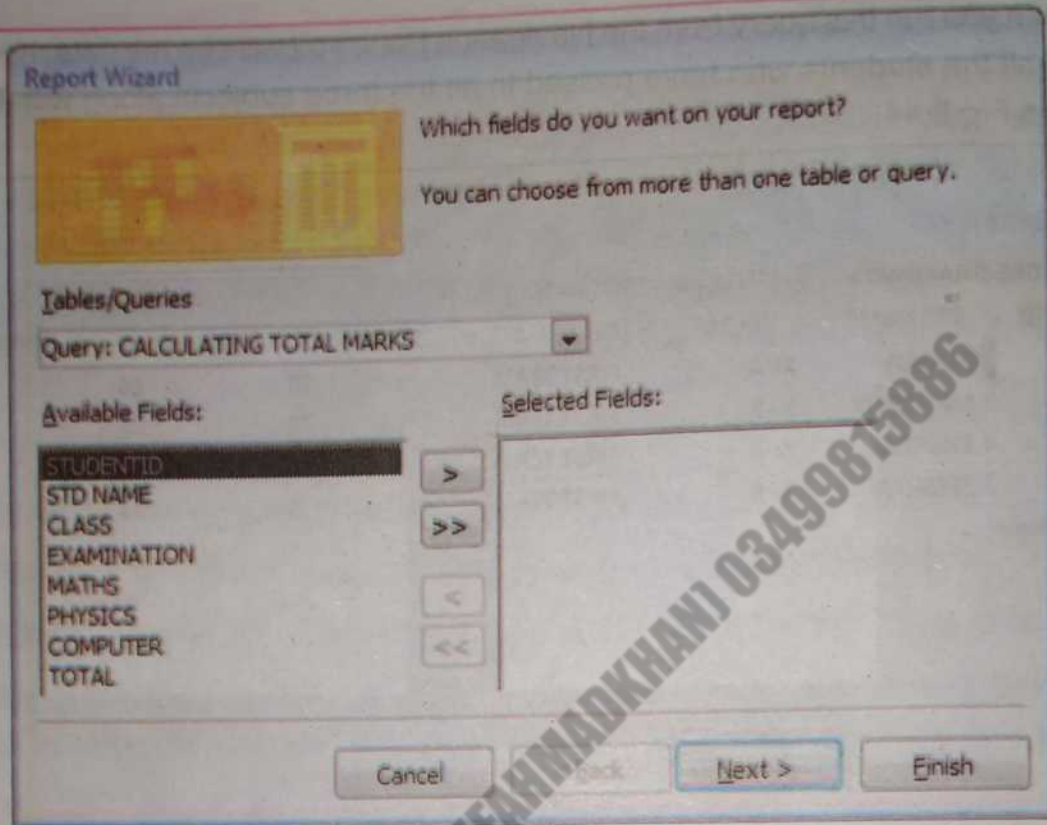 Report Wizard
Which fields do you want on your report?
You can choose from more than one table or query.
Tables/Queries
Query: CALCULATING TOTAL MARKS
Available Fields:
Selected Fields:
STUDENTID
STD NAME
CLASS
EXAMINATION
MATHS
PHYSICS
COMPUTER
TOTAL
>
>>
<
<<
Cancel
Next >
Finish
03499815886